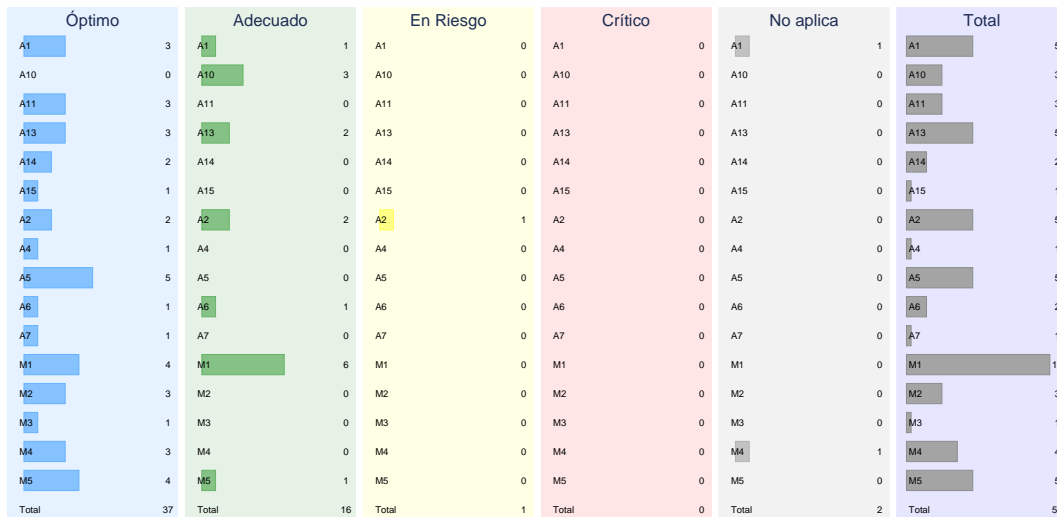 Óptimo Adecuado En Riesgo Crítico No aplica Total
A1 3 A1 1 A1 0 A1 0 A1 1 A1 5
A10 0 A10 3 A10 0 A10 0 A10 0 A10 3
A11 3 A11 0 A11 0 A11 0 A11 0 A11 3
A13 3 A13 2 A13 0 A13 0 A13 0 A13 5
A14 2 A14 0 A14 0 A14 0 A14 0 A14 2
A15 1 A15 0 A15 0 A15 0 A15 0 A15 1
A2 2 A2 2 A2 1 A2 0 A2 0 A2 5
A4 1 A4 0 A4 0 A4 0 A4 0 A4 1
A5 5 A5 0 A5 0 A5 0 A5 0 A5 5
A6 1 A6 1 A6 0 A6 0 A6 0 A6 2
A7 1 A7 0 A7 0 A7 0 A7 0 A7 1
M1 4 M1 6 M1 0 M1 0 M1 0 M1 1
M2 3 M2 0 M2 0 M2 0 M2 0 M2 3
M3 1 M3 0 M3 0 M3 0 M3 0 M3 1
M4 3 M4 0 M4 0 M4 0 M4 1 M4 4
M5 4 M5 1 M5 0 M5 0 M5 0 M5 5
Total 37 Total 16 Total 1 Total 0 Total 2 Total 5